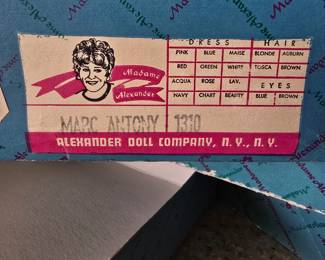 DRESS HAIR
PINK BLUE MAISE BLONDE AUBURN
RED GREEN WHITE TOSCA BROWN
ACQUA ROSE LAV. EYES
NAVY CHART BEAUTY BLUE BROWN
Madame
Alexander
MARC ANTONY 1310
ALEXANDER DOLL COMPANY, N. Y., N. Y.